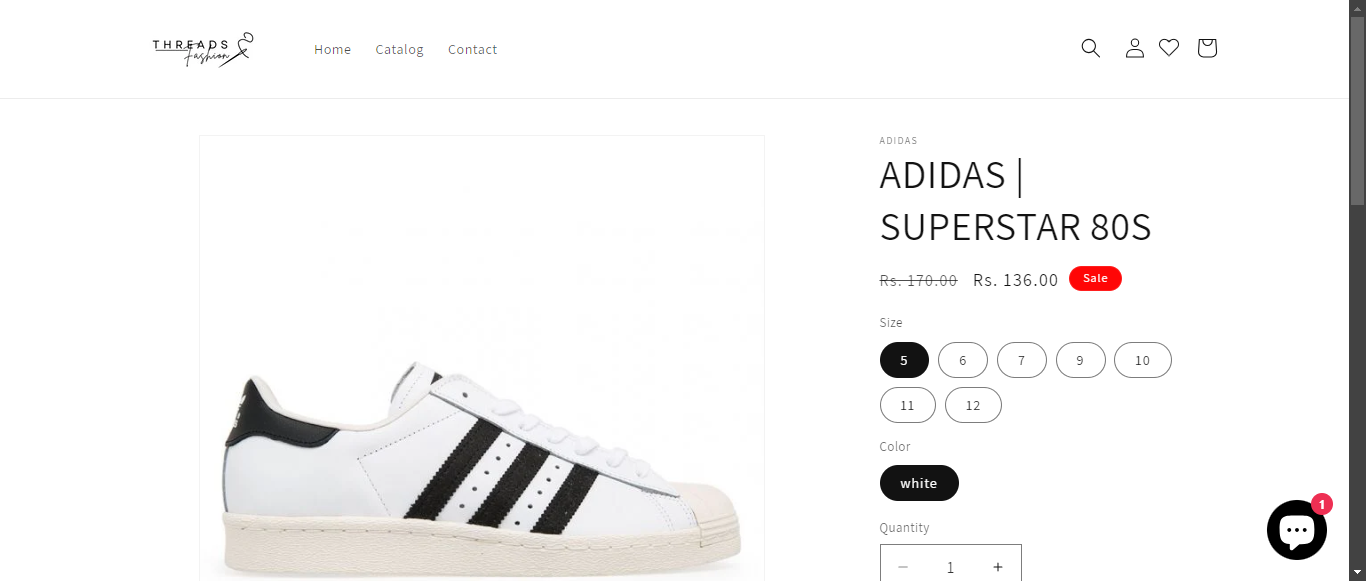 THREADS
Fashion
Home
Catalog
Contact
ADIDAS
ADIDAS |
SUPERSTAR 80S
Rs. 170.00 Rs. 136.00 Sale
Size
5 6 7 9 10
11 12
Color
white
Quantity
1
1